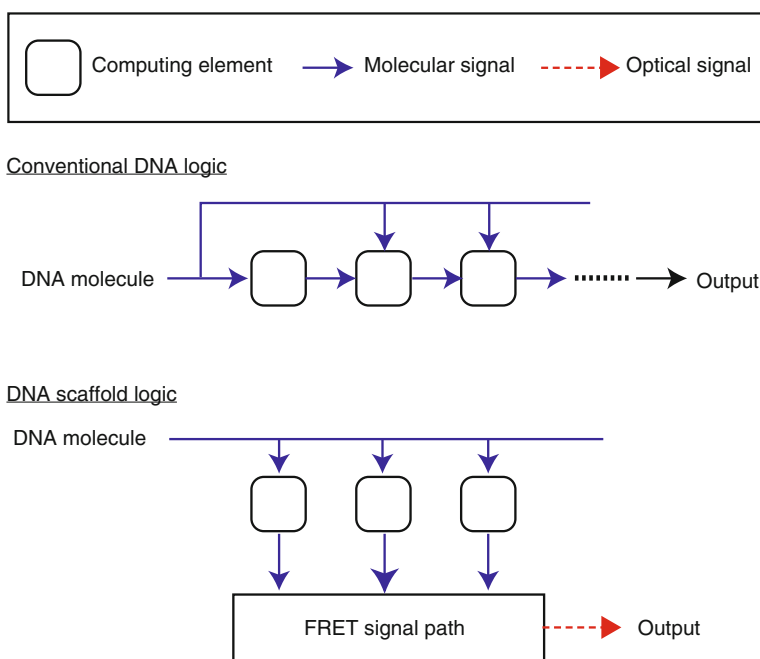 Computing element
Molecular signal
Optical signal
Conventional DNA logic
DNA molecule
Output
DNA scaffold logic
DNA molecule
FRET signal path
Output